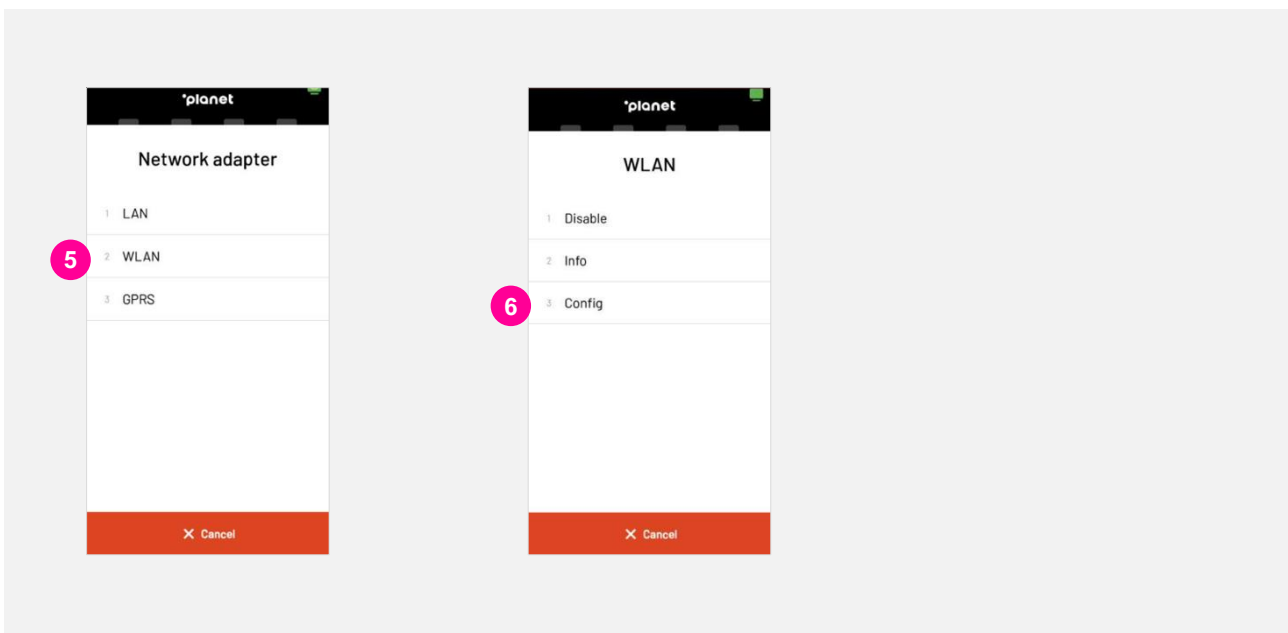 planet
Network adapter
1 LAN
5
2 WLAN
3 GPRS
X Cancel
planet
WLAN
1 Disable
2 Info
6
3 Config
X Cancel